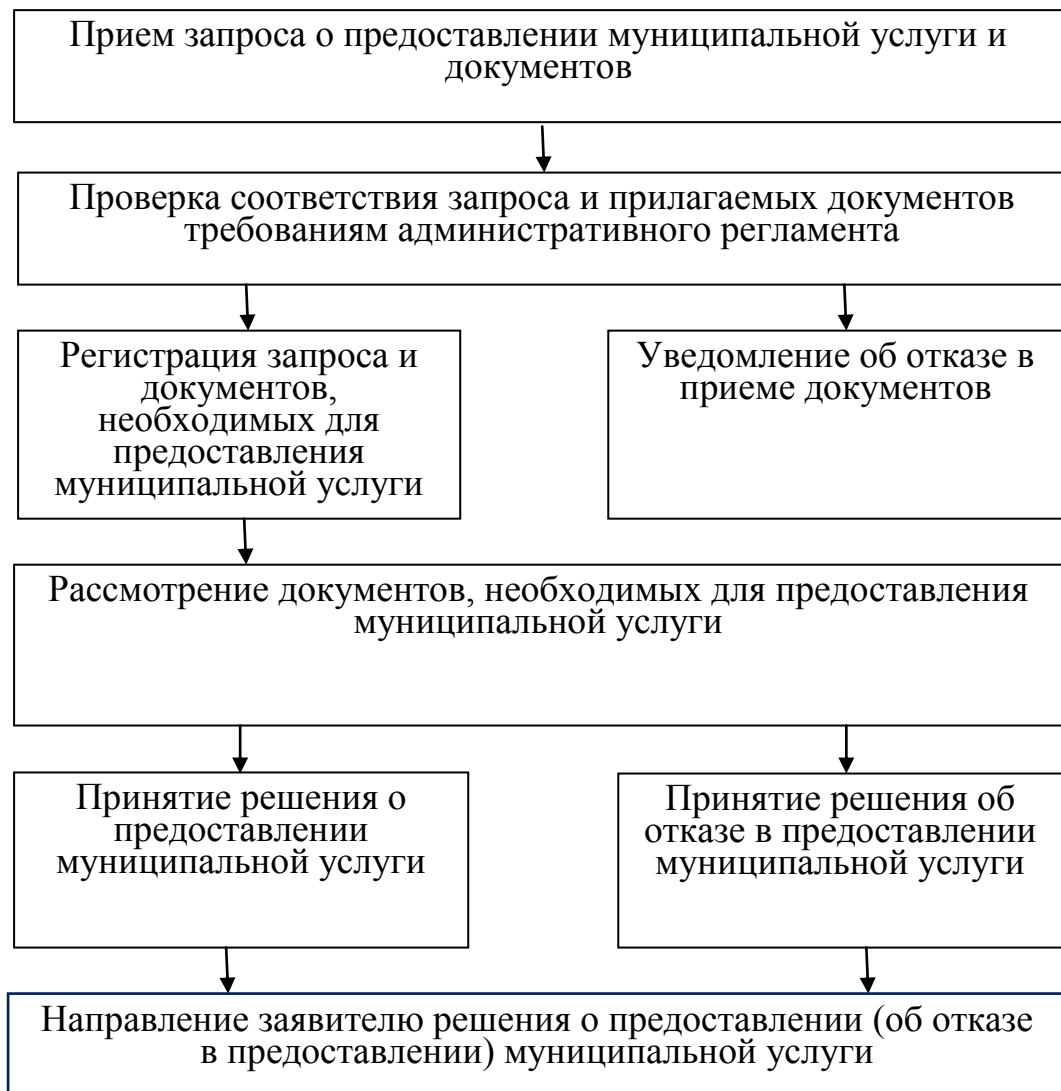 Прием запроса о предоставлении муниципальной услуги и
документов
Проверка соответствия запроса и прилагаемых документов
требованиям административного регламента
Регистрация запроса и
документов,
необходимых для
предоставления
муниципальной услуги
Уведомление об отказе в
приеме документов
Рассмотрение документов, необходимых для предоставления
муниципальной услуги
Принятие решения о
предоставлении
муниципальной услуги
Принятие решения об
отказе в предоставлении
муниципальной услуги
Направление заявителю решения о предоставлении (об отказе
в предоставлении) муниципальной услуги